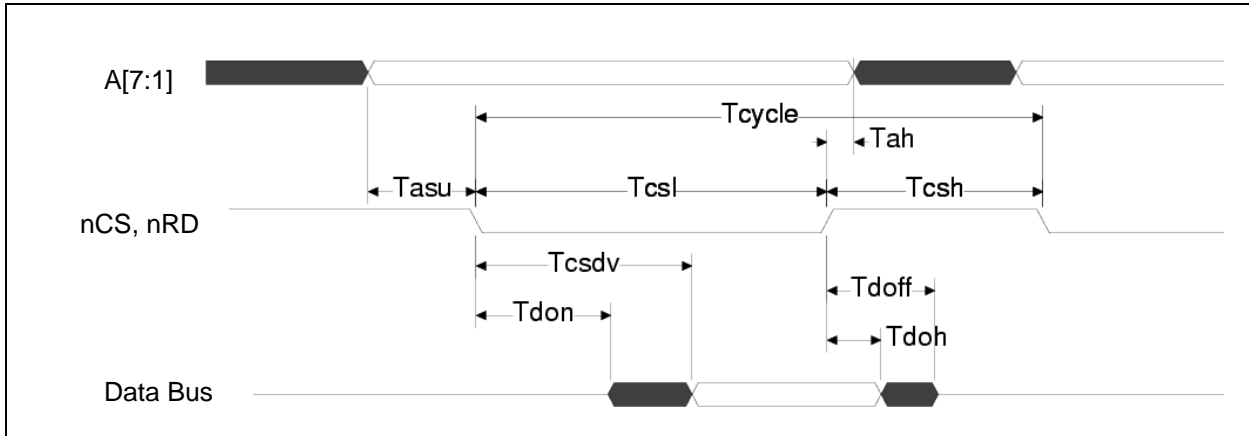 A[7:1]
Tcycle
Tah
Tasu
Tcsl
Tcsh
nCS, nRD
Tcsdv
Tdoff
Tdon
Tdoh
Data Bus